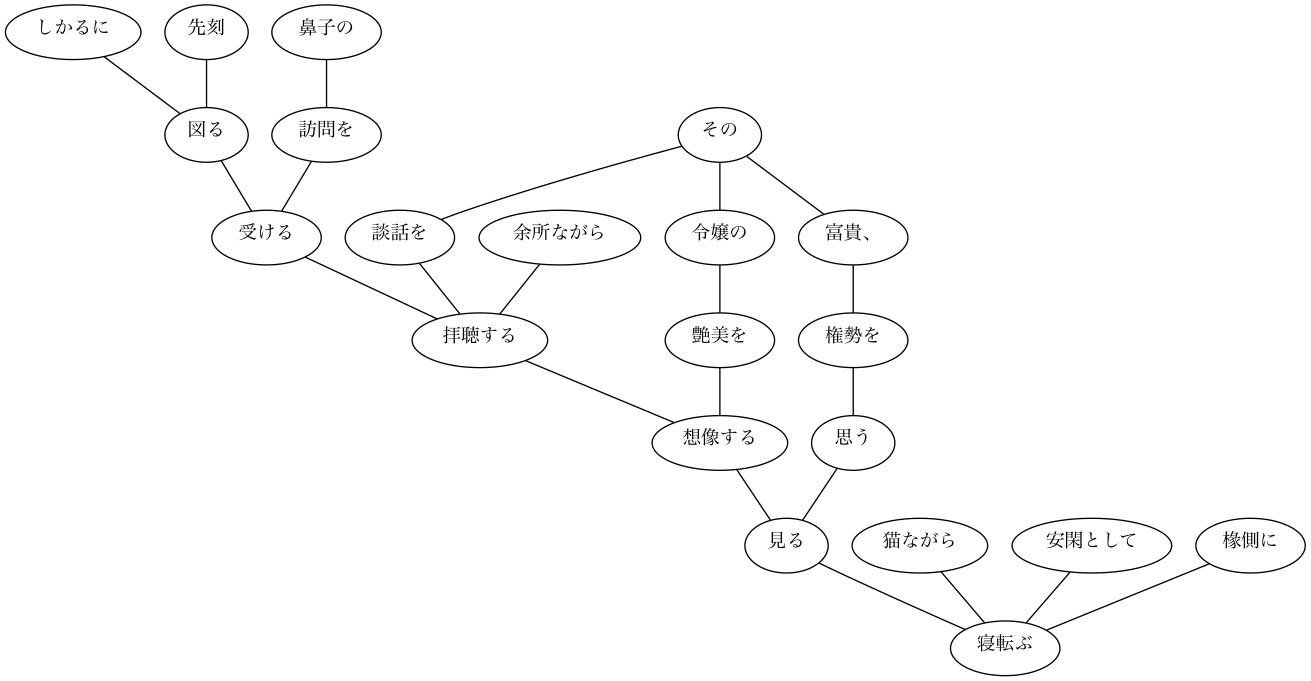 しかるに
先刻
鼻子の
図る
訪問を
その
受ける
談話を
余所ながら
令嬢の
富貴、
拝聴する
艶美を
権勢を
想像する
思う
見る
猫ながら
安閑として
椽側に
寝転ぶ